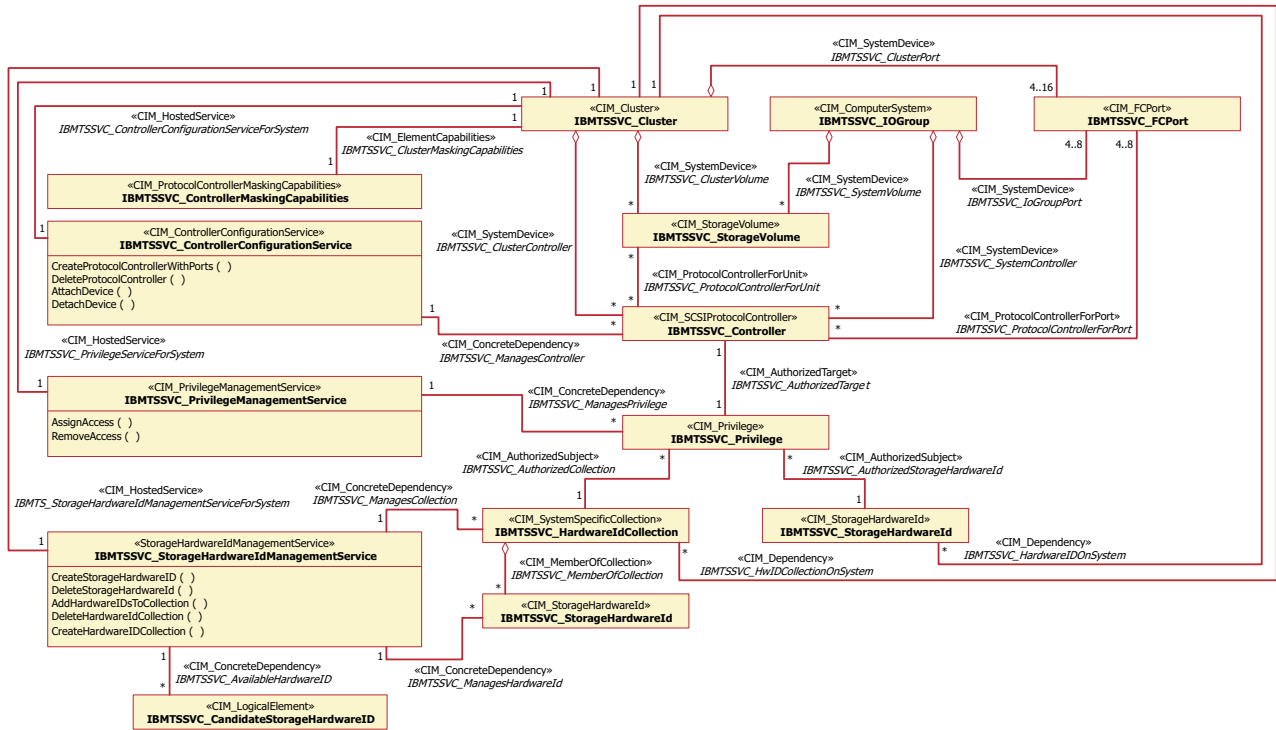 «CIM_SystemDevice»
IBMTSSVC_ClusterPort
1
1
1
1
1
1
1
4..16
«CIM_Cluster»
IBMTSSVC_Cluster
«CIM_ComputerSystem»
IBMTSSVC_IOGroup
«CIM_FCPort»
IBMTSSVC_FCPort
«CIM_HostedService»
IBMTSSVC_ControllerConfigurationServiceForSystem
1
«CIM_ElementCapabilities»
IBMTSSVC_ClusterMaskingCapabilities
1
4..8
4..8
«CIM_SystemDevice»
IBMTSSVC_ClusterVolume
*
«CIM_SystemDevice»
IBMTSSVC_SystemVolume
*
«CIM_SystemDevice»
IBMTSSVC_IoGroupPort
«CIM_ProtocolControllerMaskingCapabilities»
IBMTSSVC_ControllerMaskingCapabilities
«CIM_StorageVolume»
IBMTSSVC_StorageVolume
1
«CIM_ControllerConfigurationService»
IBMTSSVC_ControllerConfigurationService
CreateProtocolControllerWithPorts ( )
DeleteProtocolController ( )
AttachDevice ( )
DetachDevice ( )
«CIM_SystemDevice»
IBMTSSVC_ClusterController
«CIM_SystemDevice»
IBMTSSVC_SystemController
*
«CIM_ProtocolControllerForUnit»
IBMTSSVC_ProtocolControllerForUnit
*
*
*
1
*
*
«CIM_SCSIProtocolController»
IBMTSSVC_Controller
«CIM_ProtocolControllerForPort»
IBMTSSVC_ProtocolControllerForPort
«CIM_HostedService»
IBMTSSVC_PrivilegeServiceForSystem
«CIM_ConcreteDependency»
IBMTSSVC_ManagesController
1
«CIM_AuthorizedTarget»
IBMTSSVC_AuthorizedTarget
1
1
«CIM_PrivilegeManagementService»
IBMTSSVC_PrivilegeManagementService
AssignAccess ( )
RemoveAccess ( )
1
«CIM_ConcreteDependency»
IBMTSSVC_ManagesPrivilege
*
«CIM_Privilege»
IBMTSSVC_Privilege
*
*
«CIM_AuthorizedSubject»
IBMTSSVC_AuthorizedCollection
1
«CIM_AuthorizedSubject»
IBMTSSVC_AuthorizedStorageHardwareId
1
«CIM_HostedService»
IBMTS_StorageHardwareIdManagementServiceForSystem
«CIM_ConcreteDependency»
IBMTSSVC_ManagesCollection
1
*
«CIM_SystemSpecificCollection»
IBMTSSVC_HardwareIdCollection
«CIM_StorageHardwareId»
IBMTSSVC_StorageHardwareId
1
«StorageHardwareIdManagementService»
IBMTSSVC_StorageHardwareIdManagementService
CreateStorageHardwareID ( )
DeleteStorageHardwareId ( )
AddHardwareIDsToCollection ( )
DeleteHardwareIdCollection ( )
CreateHardwareIDCollection ( )
«CIM_MemberOfCollection»
IBMTSSVC_MemberOfCollection
*
*
«CIM_Dependency»
IBMTSSVC_HwIDCollectionOnSystem
*
«CIM_Dependency»
IBMTSSVC_HardwareIDOnSystem
*
«CIM_StorageHardwareId»
IBMTSSVC_StorageHardwareId
1
1
«CIM_ConcreteDependency»
IBMTSSVC_AvailableHardwareID
*
«CIM_ConcreteDependency»
IBMTSSVC_ManagesHardwareId
«CIM_LogicalElement»
IBMTSSVC_CandidateStorageHardwareID